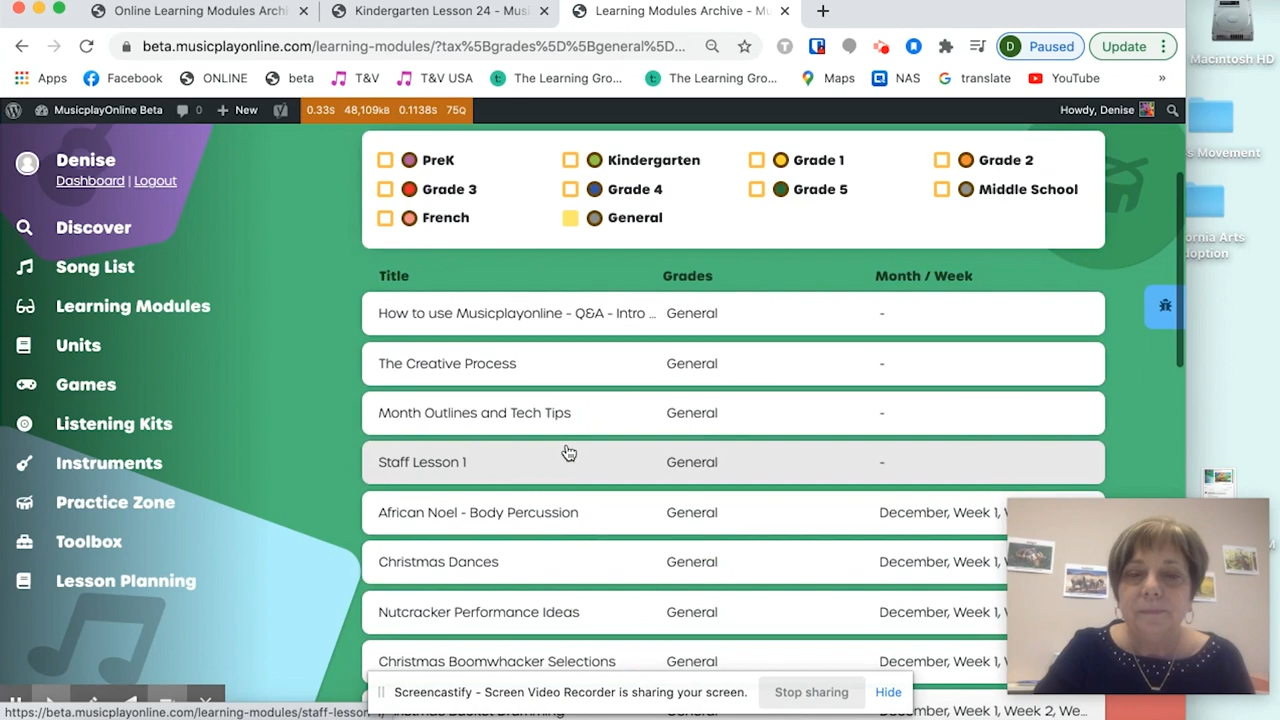 Online Learning Modules Archi
Kindergarten Lesson 24 - Musi
Learning Modules Archive - Mu
beta.musicplayonline.com/learning-modules/?tax%5Bgrades%5D%5Bgeneral%5D...
D Paused
Update
Apps
Facebook
ONLINE
beta
T&V
T&V USA
The Learning Gro...
The Learning Gro...
Maps
NAS
translate
YouTube
»
Macintosh HD
MusicplayOnline Beta
0
New
0.33s 48,109kB 0.1138s 75Q
Howdy, Denise
s Movement
ornia Arts
doption
Denise
Dashboard | Logout
Discover
Song List
Learning Modules
Units
Games
Listening Kits
Instruments
Practice Zone
Toolbox
Lesson Planning
PreK
Kindergarten
Grade 1
Grade 2
Grade 3
Grade 4
Grade 5
Middle School
French
General
Title Grades Month / Week
How to use Musicplayonline - Q&A - Intro ... General -
The Creative Process General -
Month Outlines and Tech Tips General -
Staff Lesson 1 General -
African Noel - Body Percussion General December, Week 1, W
Christmas Dances General December, Week 1, W
Nutcracker Performance Ideas General December, Week 1, W
Christmas Boomwhacker Selections General December, Week 1, W
General December, Week 1, Week 2, We...
Screencastify - Screen Video Recorder is sharing your screen.
Stop sharing
Hide
https://beta.musicplayonline.com/learning-modules/staff-lesson-